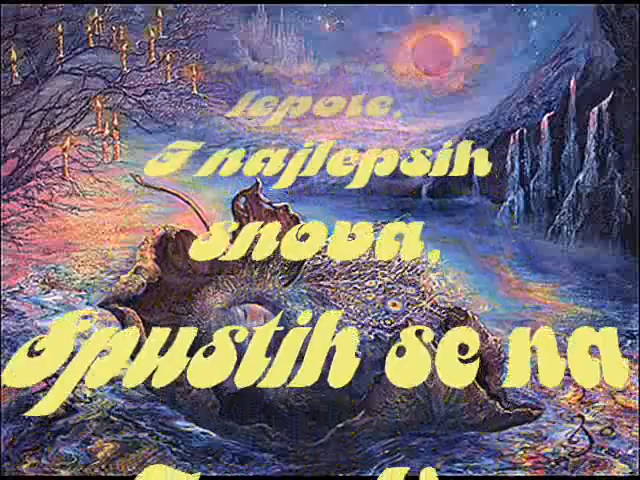 lepote.
I najlepsih
snova,
Spustih se na